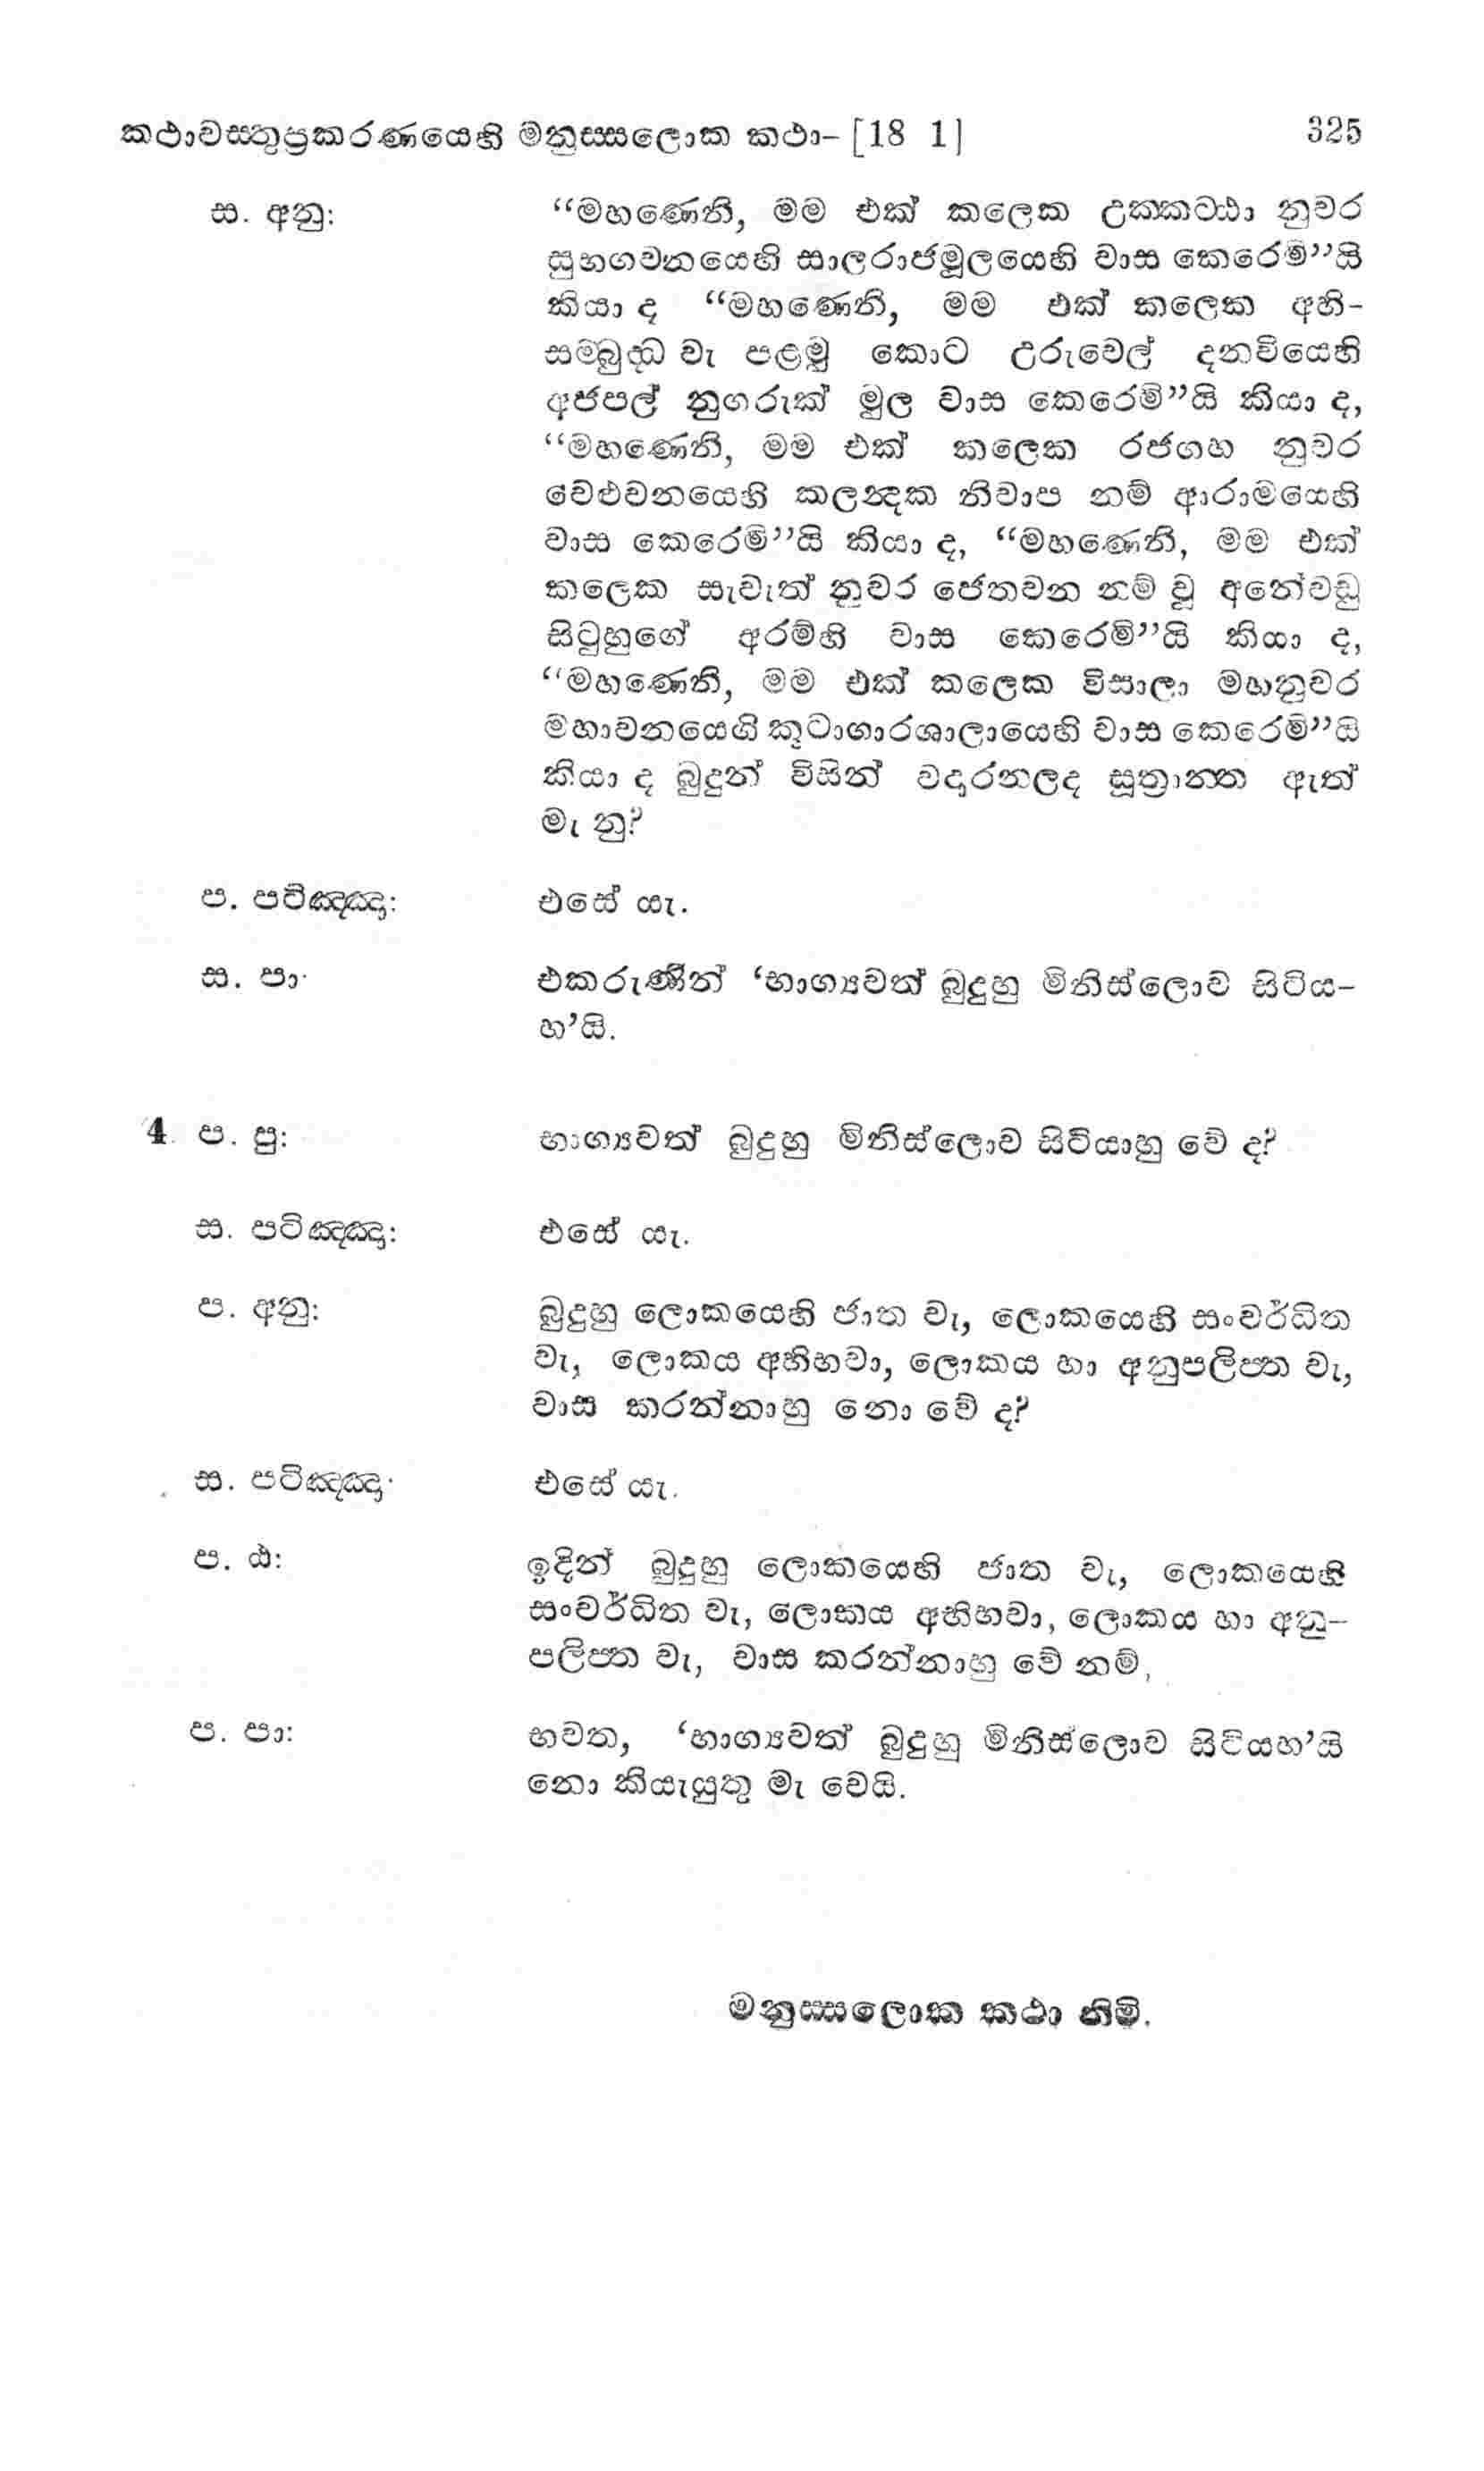 කථාවස්තුප්‍රකරණයෙහි මනුස්සලොක කථා- [18 1] 325
ස. අනු: “මහණෙනි, මම එක් කලෙක උක්කට්ඨා නුවර
සුභගවනයෙහි සාලරාජමූලයෙහි වාස කෙරෙමි”යි
කියා ද “මහණෙනි, මම එක් කලෙක අභි-
සම්බුද්ධ වැ පළමු කොට උරුවෙල් දනවියෙහි
අජපල් නුගරුක් මුල වාස කෙරෙමි”යි කියා ද,
“මහණෙනි, මම එක් කලෙක රජගහ නුවර
වෙළුවනයෙහි කලන්දක නිවාප නම් ආරාමයෙහි
වාස කෙරෙමි”යි කියා ද, “මහණෙනි, මම එක්
කලෙක සැවැත් නුවර ජෙතවන නම් වූ අනේවඩු
සිටුහුගේ අරම්හි වාස කෙරෙමි”යි කියා ද,
“මහණෙනි, මම එක් කලෙක විසාලා මහනුවර
මහාවනයෙහි කූටාගාරශාලායෙහි වාස කෙරෙමි”යි
කියා ද බුදුන් විසින් වදාරනලද සූත්‍රාන්ත ඇත්
මැ නු?
ප. පටිඤ්ඤා: එසේ යැ.
ස. පා· එකරුණින් ‘භාග්‍යවත් බුදුහු මිනිස්ලොව සිටිය-
හ’යි.
4. ප. පු: භාග්‍යවත් බුදුහු මිනිස්ලොව සිටියාහු වේ ද?
ස. පටිඤ්ඤා: එසේ යැ.
ප. අනු: බුදුහු ලොකයෙහි ජාත වැ, ලොකයෙහි සංවර්ධිත
වැ, ලොකය අභිභවා, ලොකය හා අනුපලිප්ත වැ,
වාස කරන්නාහු නො වේ ද?
ස. පටිඤ්ඤා· එසේ යැ.
ප. ඨ: ඉදින් බුදුහු ලොකයෙහි ජාත වැ, ලොකයෙහි
සංවර්ධිත වැ, ලොකය අභිභවා, ලොකය හා අනු-
පලිප්ත වැ, වාස කරන්නාහු වේ නම්,
ප. පා: භවත, ‘භාග්‍යවත් බුදුහු මිනිස්ලොව සිටියහ’යි
නො කියැයුතු මැ වෙයි.
මනුස්සලොක කථා නිමි.